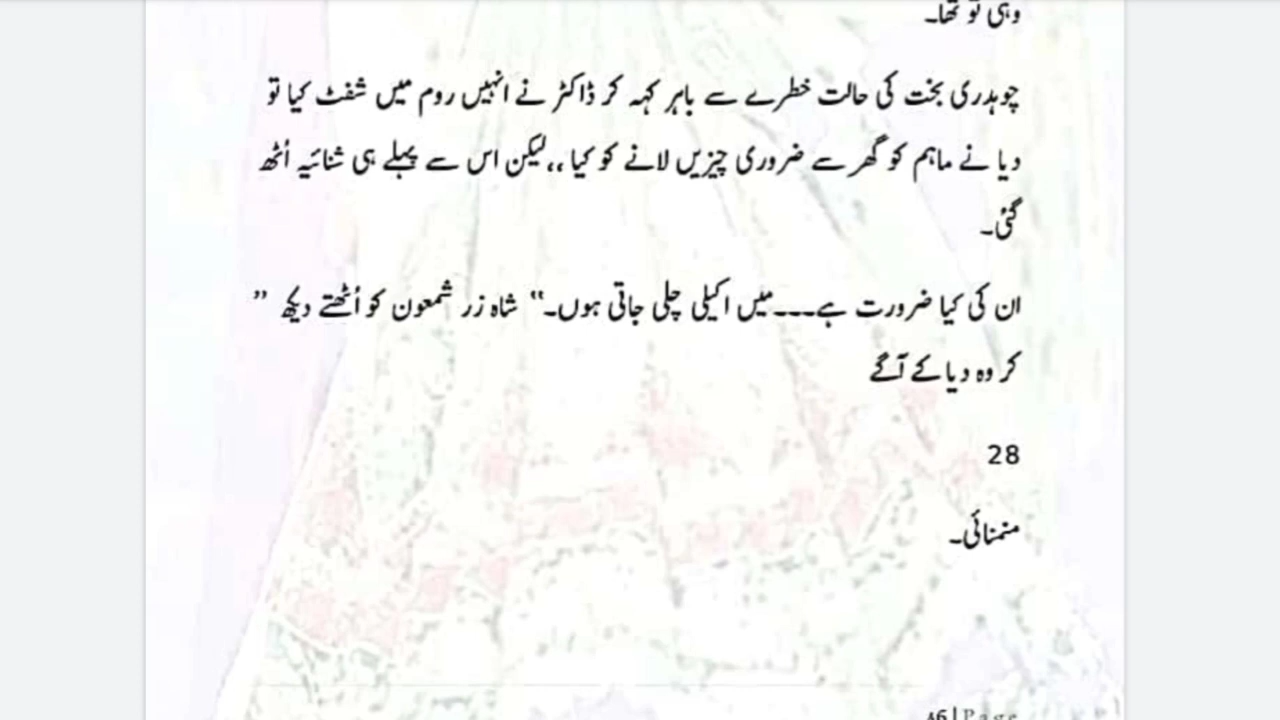 وہی تو تھا۔
چوہدری بخت کی حالت خطرے سے باہر کہہ کر ڈاکٹر نے انہیں روم میں شفٹ کیا تو
دیا نے ماہم کو گھر سے ضروری چیزیں لانے کو کہا ،،لیکن اس سے پہلے ہی شنائیہ اُٹھ
گئی۔
ان کی کیا ضرورت ہے۔۔۔میں اکیلی چلی جاتی ہوں۔“ شاہ زر شمعون کو اُٹھتے دیکھ ”
کر وہ دیا کے آگے
28
منمنائی۔
46 | Page